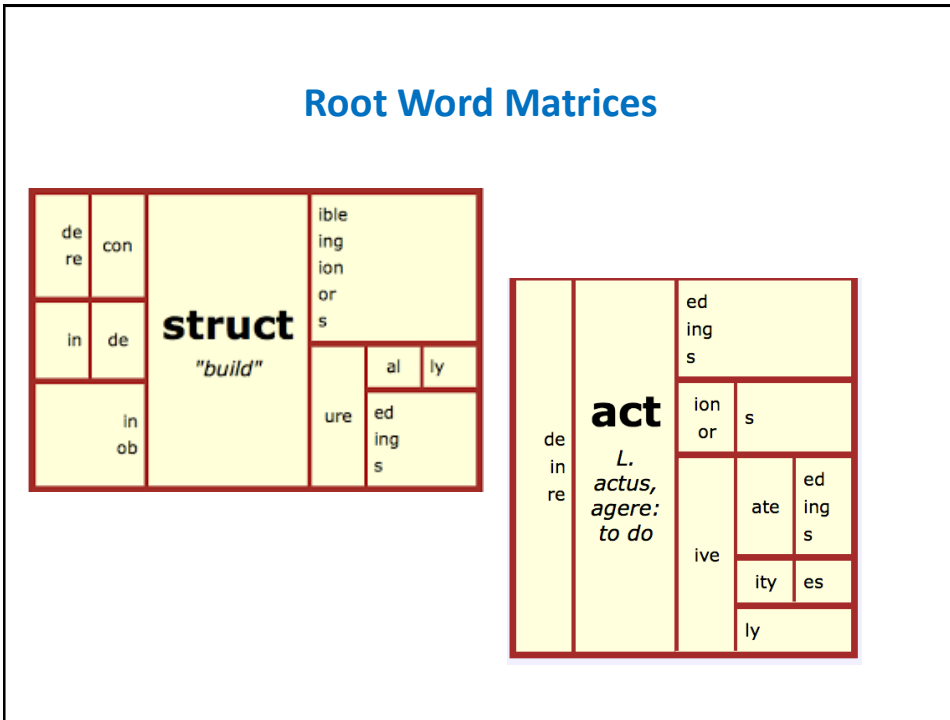 Root Word Matrices
de
re
con
in
de
in
ob
struct
"build"
ible
ing
ion
or
s
ure
al
ly
ed
ing
s
de
in
re
act
L.
actus,
agere:
to do
ed
ing
s
ion
or
s
ive
ate
ed
ing
s
ity
es
ly